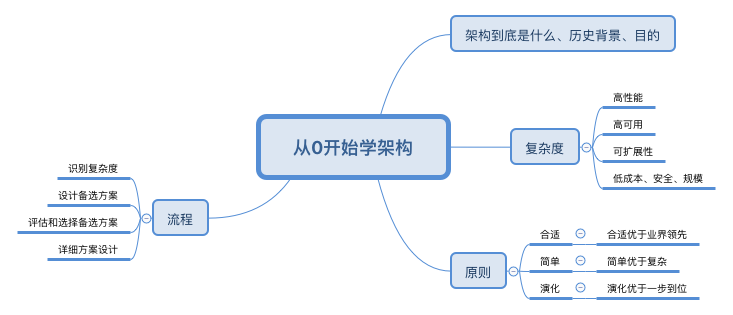 从0开始学架构
架构到底是什么、历史背景、目的
复杂度
高性能
高可用
可扩展性
低成本、安全、规模
原则
合适
合适优于业界领先
简单
简单优于复杂
演化
演化优于一步到位
流程
识别复杂度
设计备选方案
评估和选择备选方案
详细方案设计